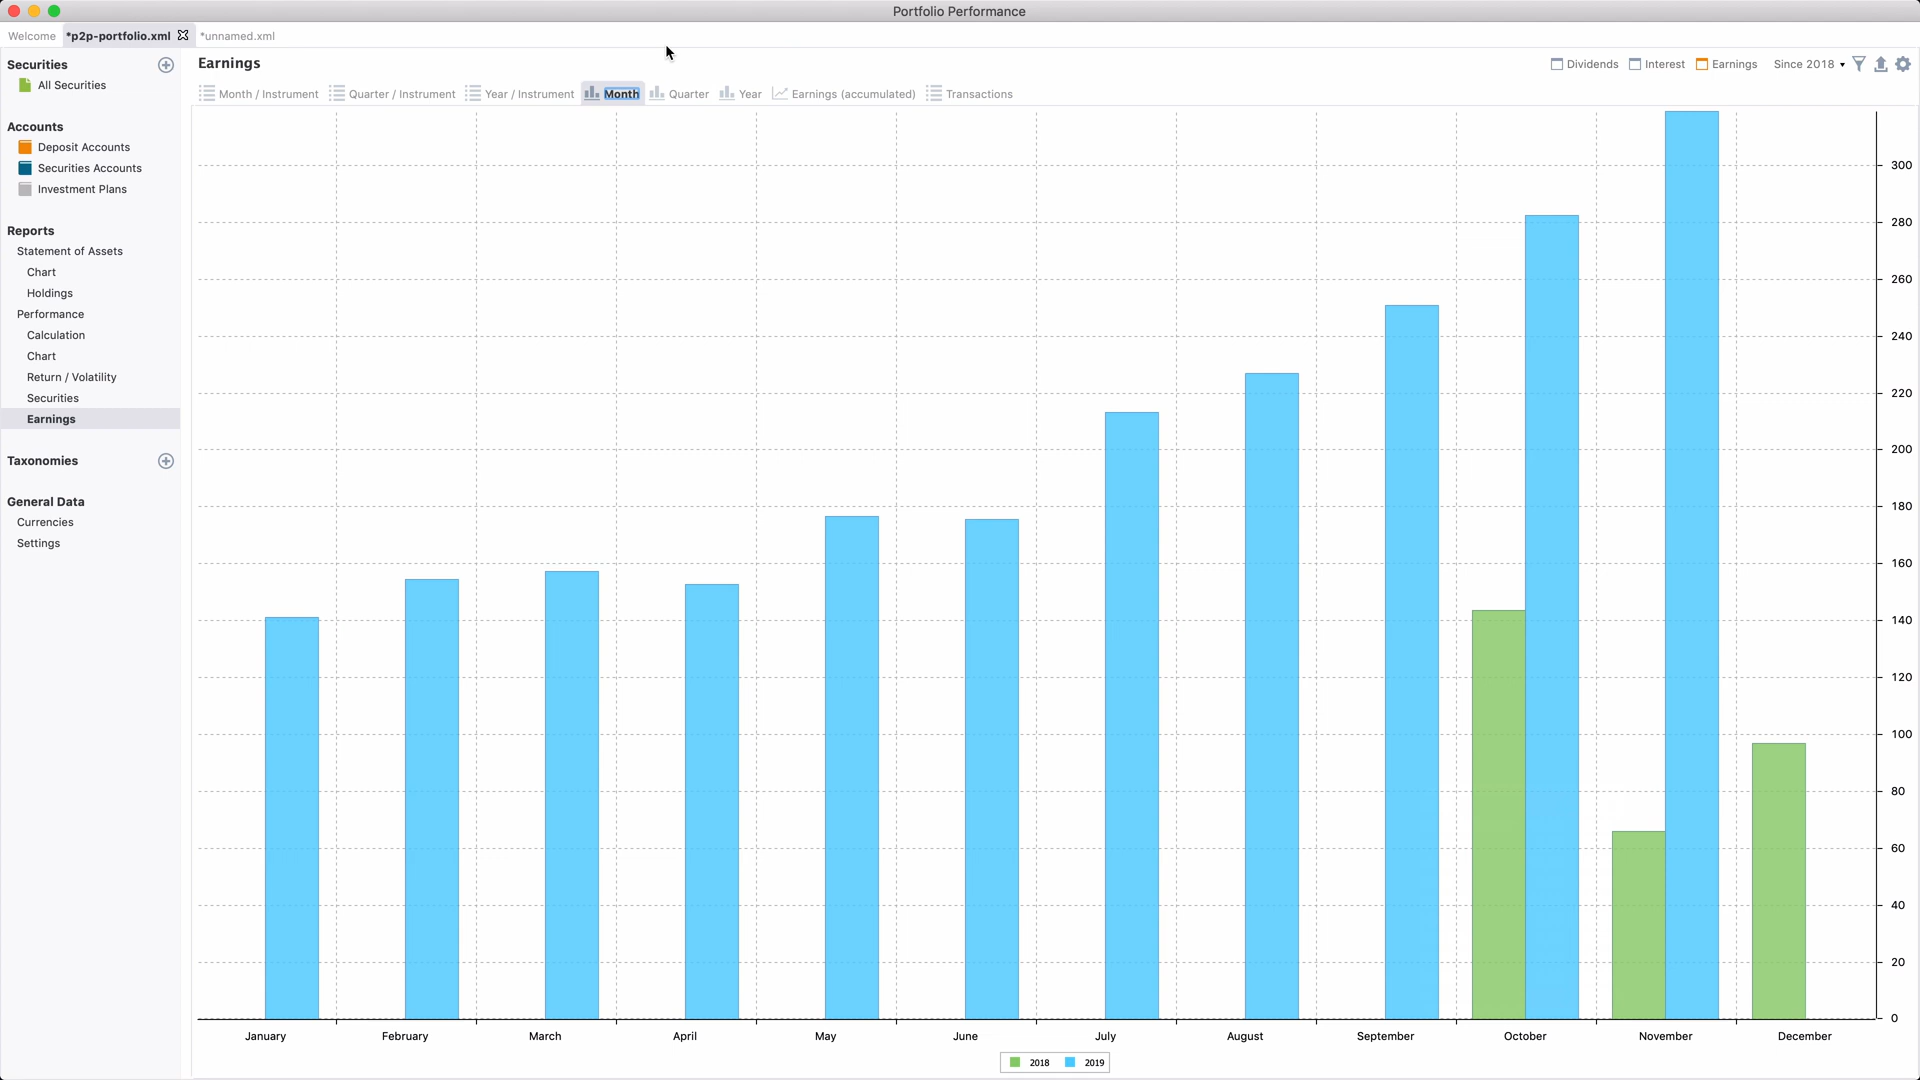 Portfolio Performance
Welcome *p2p-portfolio.xml *unnamed.xml
Securities
All Securities
Accounts
Deposit Accounts
Securities Accounts
Investment Plans
Reports
Statement of Assets
Chart
Holdings
Performance
Calculation
Chart
Return / Volatility
Securities
Earnings
Taxonomies
General Data
Currencies
Settings
Earnings
Dividends Interest Earnings Since 2018
Month / Instrument Quarter / Instrument Year / Instrument Month Quarter Year Earnings (accumulated) Transactions
300
280
260
240
220
200
180
160
140
120
100
80
60
40
20
0
January February March April May June July August September October November December
2018 2019